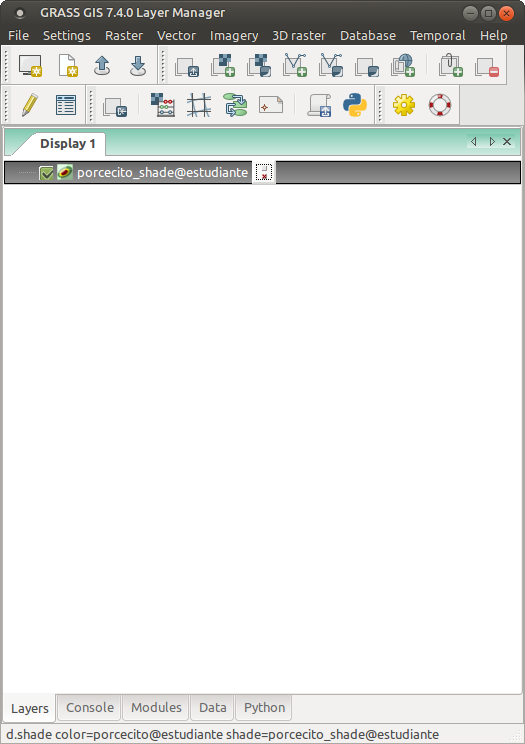 GRASS GIS 7.4.0 Layer Manager
File Settings Raster Vector Imagery 3D raster Database Temporal Help
Display 1
porcecito_shade@estudiante
Layers Console Modules Data Python
d.shade color=porcecito@estudiante shade=porcecito_shade@estudiante